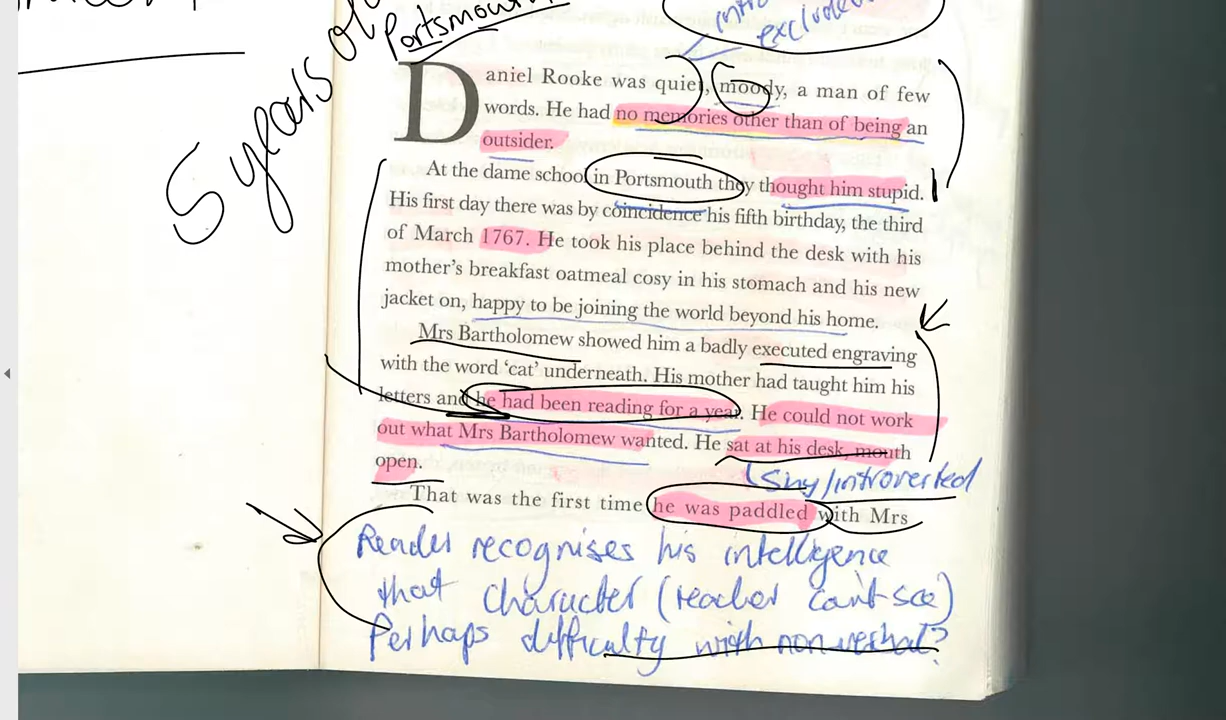 5 years old
Portsmouth
excluded
Daniel Rooke was quiet, moody, a man of few
words. He had no memories other than of being an
outsider.
At the dame school in Portsmouth they thought him stupid.
His first day there was by coincidence his fifth birthday, the third
of March 1767. He took his place behind the desk with his
mother's breakfast oatmeal cosy in his stomach and his new
jacket on, happy to be joining the world beyond his home.
Mrs Bartholomew showed him a badly executed engraving
with the word 'cat' underneath. His mother had taught him his
letters and he had been reading for a year. He could not work
out what Mrs Bartholomew wanted. He sat at his desk, mouth
open.
Shy/introverted
That was the first time he was paddled with Mrs
Reader recognises his intelligence
that character (teacher can't see)
Perhaps difficulty with non verbal?